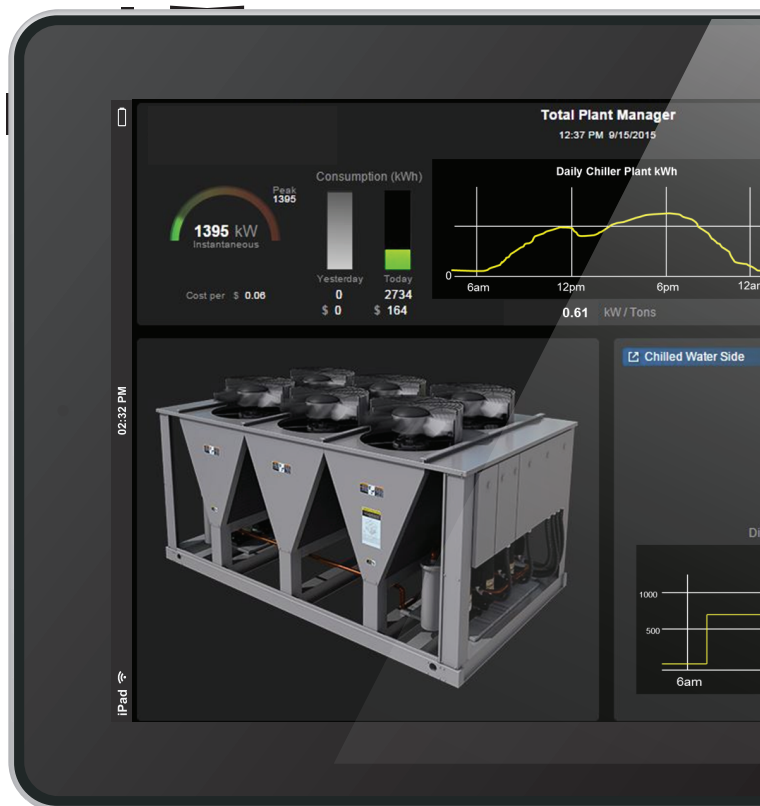 Total Plant Manager
12:37 PM 9/15/2015
Peak
1395
1395 kW
Instantaneous
Cost per $ 0.06
Consumption (kWh)
Yesterday Today
0 2734
$ 0 $ 164
Daily Chiller Plant kWh
0
6am 12pm 6pm 12am
0.61 kW / Tons
02:32 PM
iPad
Chilled Water Side
Di
1000
500
6am